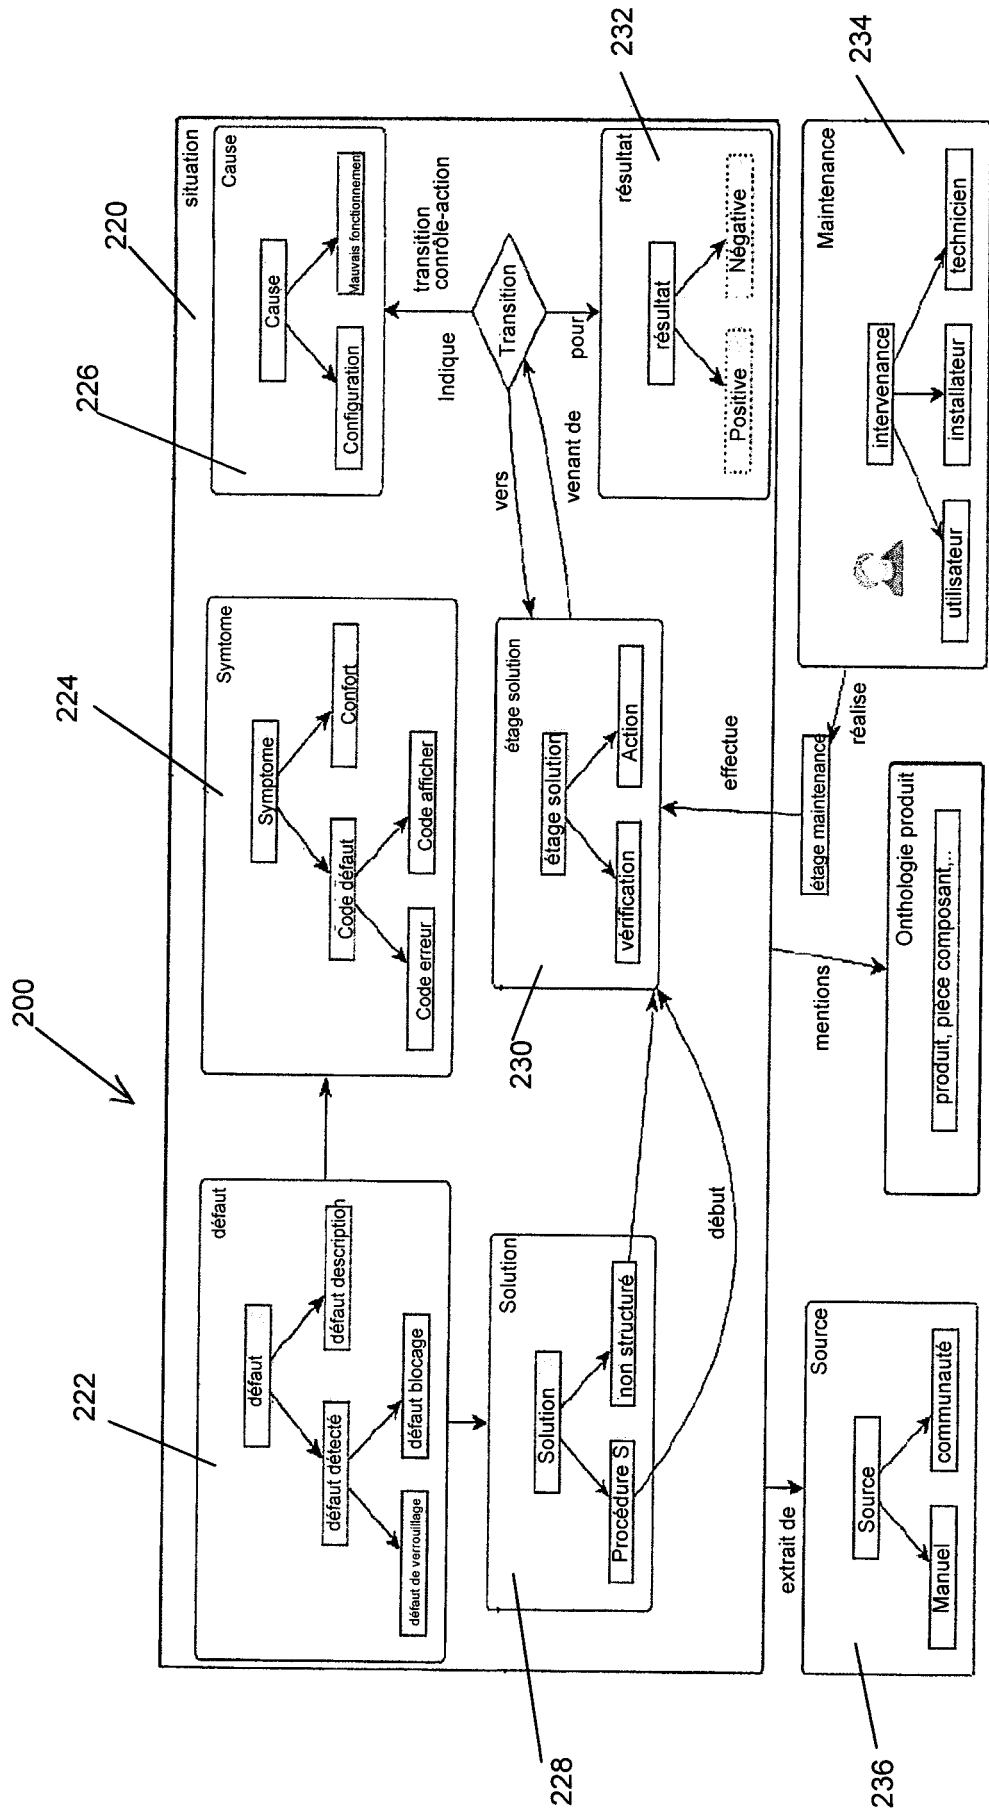 200
220
situation
222
défaut
défaut
défaut détecté
défaut description
défaut de verrouillage
défaut blocage
224
Symtome
Symptome
Code défaut
Confort
Code erreur
Code afficher
226
Cause
Cause
Configuration
Mauvais fonctionnement
Indique
transition
conrôle-action
Transition
vers
venant de
pour
228
Solution
Solution
Procédure S
non structuré
début
230
étage solution
étage solution
vérification
Action
232
résultat
résultat
Positive
Négative
extrait de
mentions
effectue
réalise
étage maintenance
236
Source
Source
Manuel
communauté
Onthologie produit
produit, pièce composant,..
234
Maintenance
intervenance
utilisateur
installateur
technicien